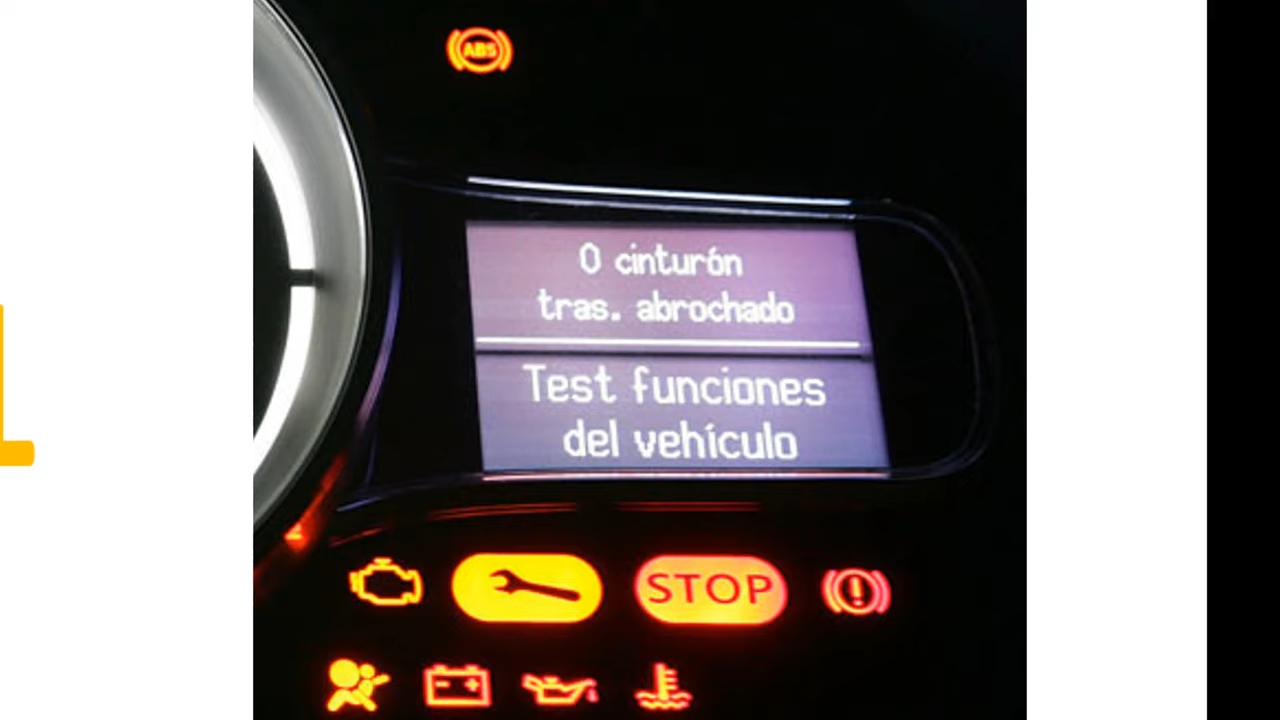 ABS
0 cinturón
tras. abrochado
Test funciones
del vehículo
STOP